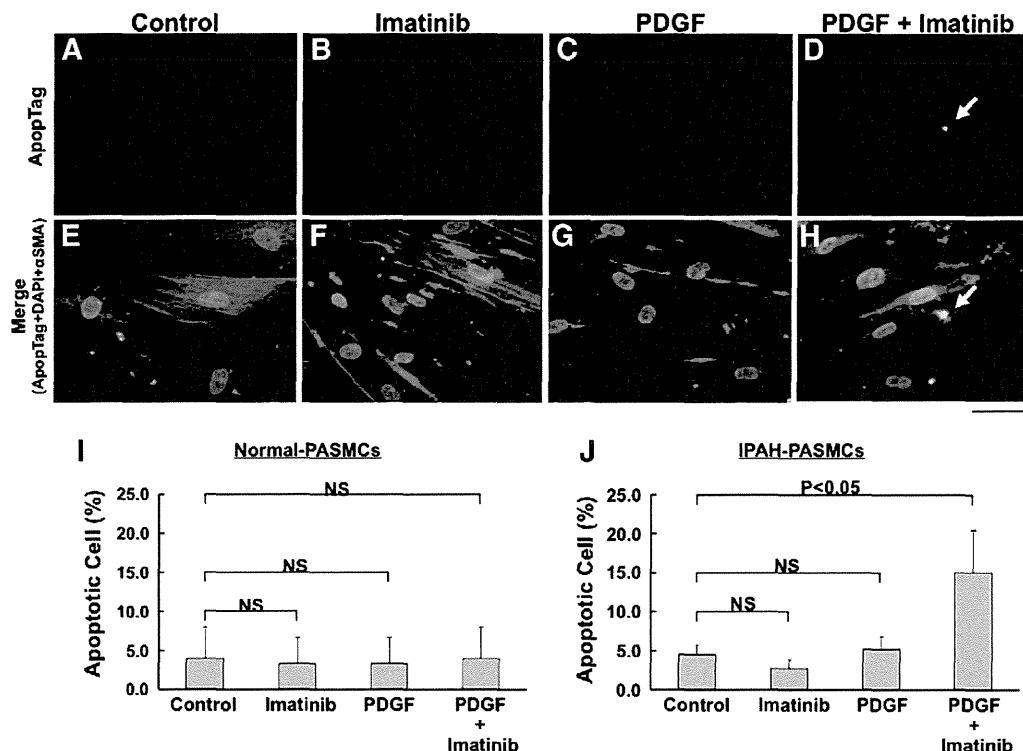 Control Imatinib PDGF PDGF + Imatinib
A B C D
ApopTag
E F G H
Merge
(ApopTag+DAPI+αSMA)
I Normal-PASMCs
Apoptotic Cell (%)
25.0
20.0
15.0
10.0
5.0
0.0
NS
NS
NS
Control Imatinib PDGF PDGF
+
Imatinib
J IPAH-PASMCs
Apoptotic Cell (%)
25.0
20.0
15.0
10.0
5.0
0.0
P<0.05
NS
NS
Control Imatinib PDGF PDGF
+
Imatinib